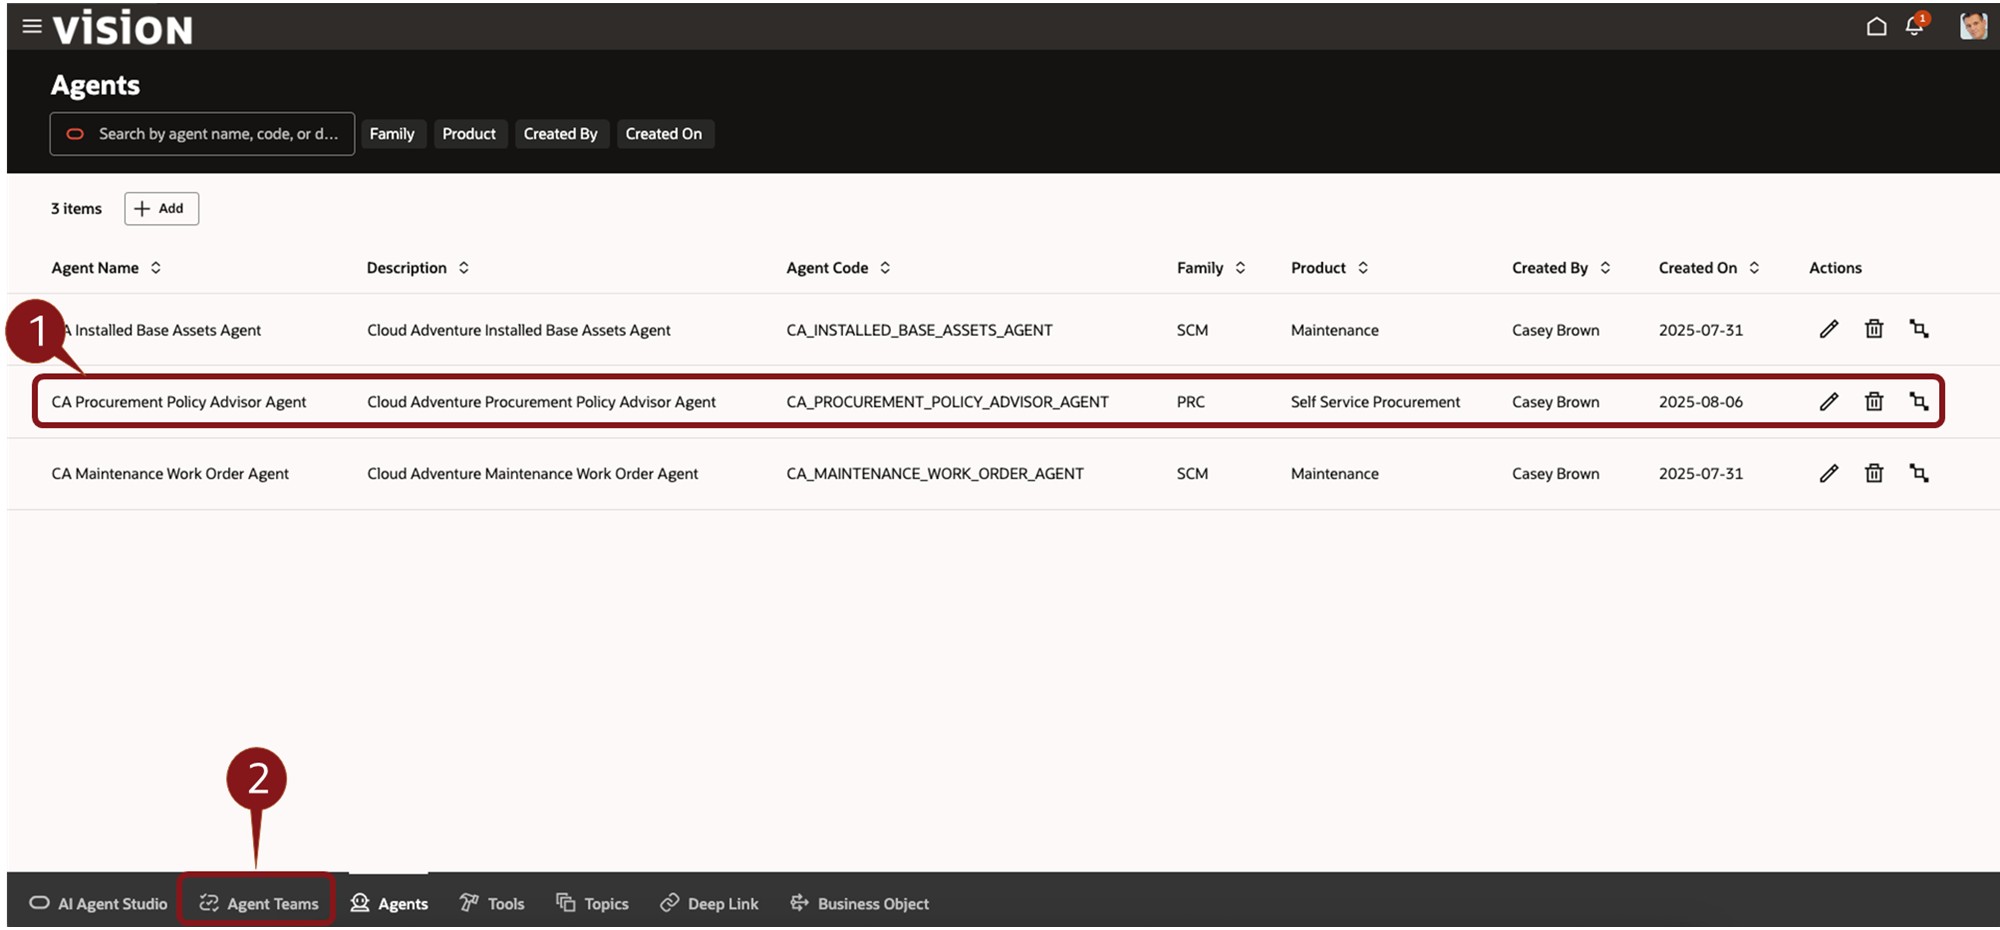 VISION
1
Agents
Search by agent name, code, or d...
Family
Product
Created By
Created On
3 items
Add
Agent Name Description Agent Code Family Product Created By Created On Actions
1
A Installed Base Assets Agent Cloud Adventure Installed Base Assets Agent CA_INSTALLED_BASE_ASSETS_AGENT SCM Maintenance Casey Brown 2025-07-31
CA Procurement Policy Advisor Agent Cloud Adventure Procurement Policy Advisor Agent CA_PROCUREMENT_POLICY_ADVISOR_AGENT PRC Self Service Procurement Casey Brown 2025-08-06
CA Maintenance Work Order Agent Cloud Adventure Maintenance Work Order Agent CA_MAINTENANCE_WORK_ORDER_AGENT SCM Maintenance Casey Brown 2025-07-31
2
AI Agent Studio Agent Teams Agents Tools Topics Deep Link Business Object